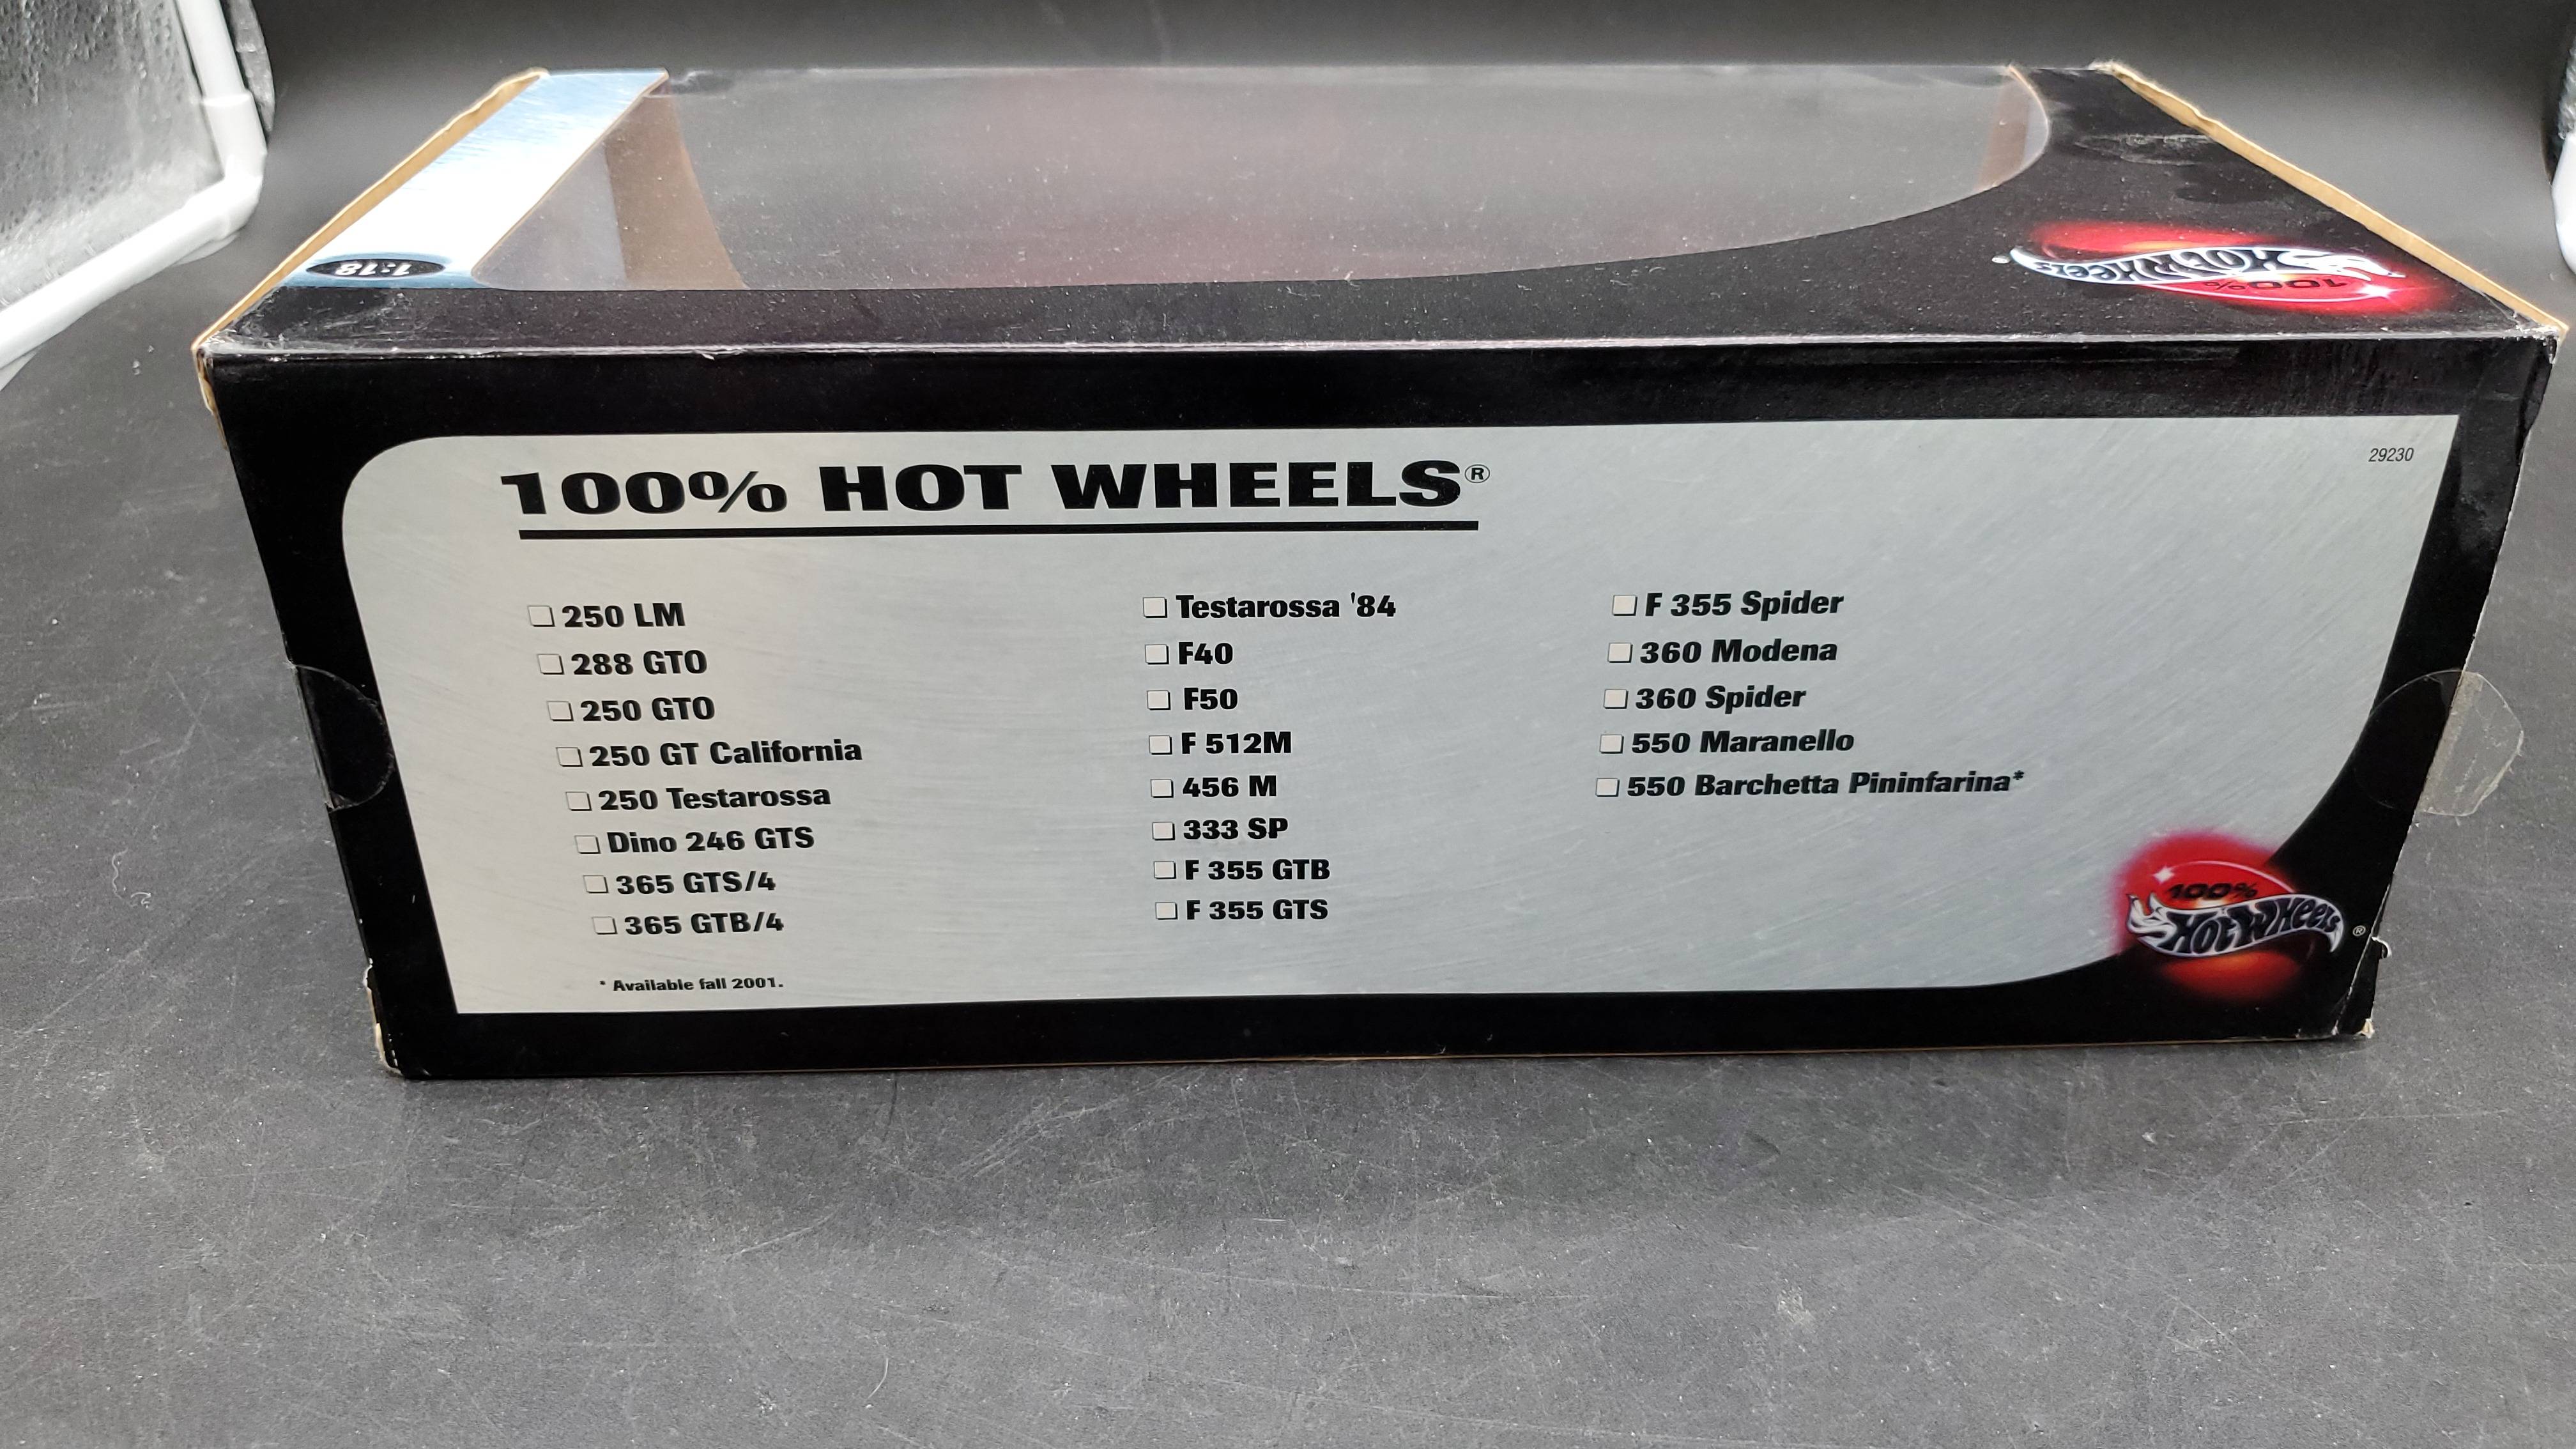 1:18
100%
Hot Wheels
29230
100% HOT WHEELS®
250 LM
288 GTO
250 GTO
250 GT California
250 Testarossa
Dino 246 GTS
365 GTS/4
365 GTB/4
* Available fall 2001.
Testarossa '84
F40
F50
F 512M
456 M
333 SP
F 355 GTB
F 355 GTS
F 355 Spider
360 Modena
360 Spider
550 Maranello
550 Barchetta Pininfarina*
100%
Hot Wheels®